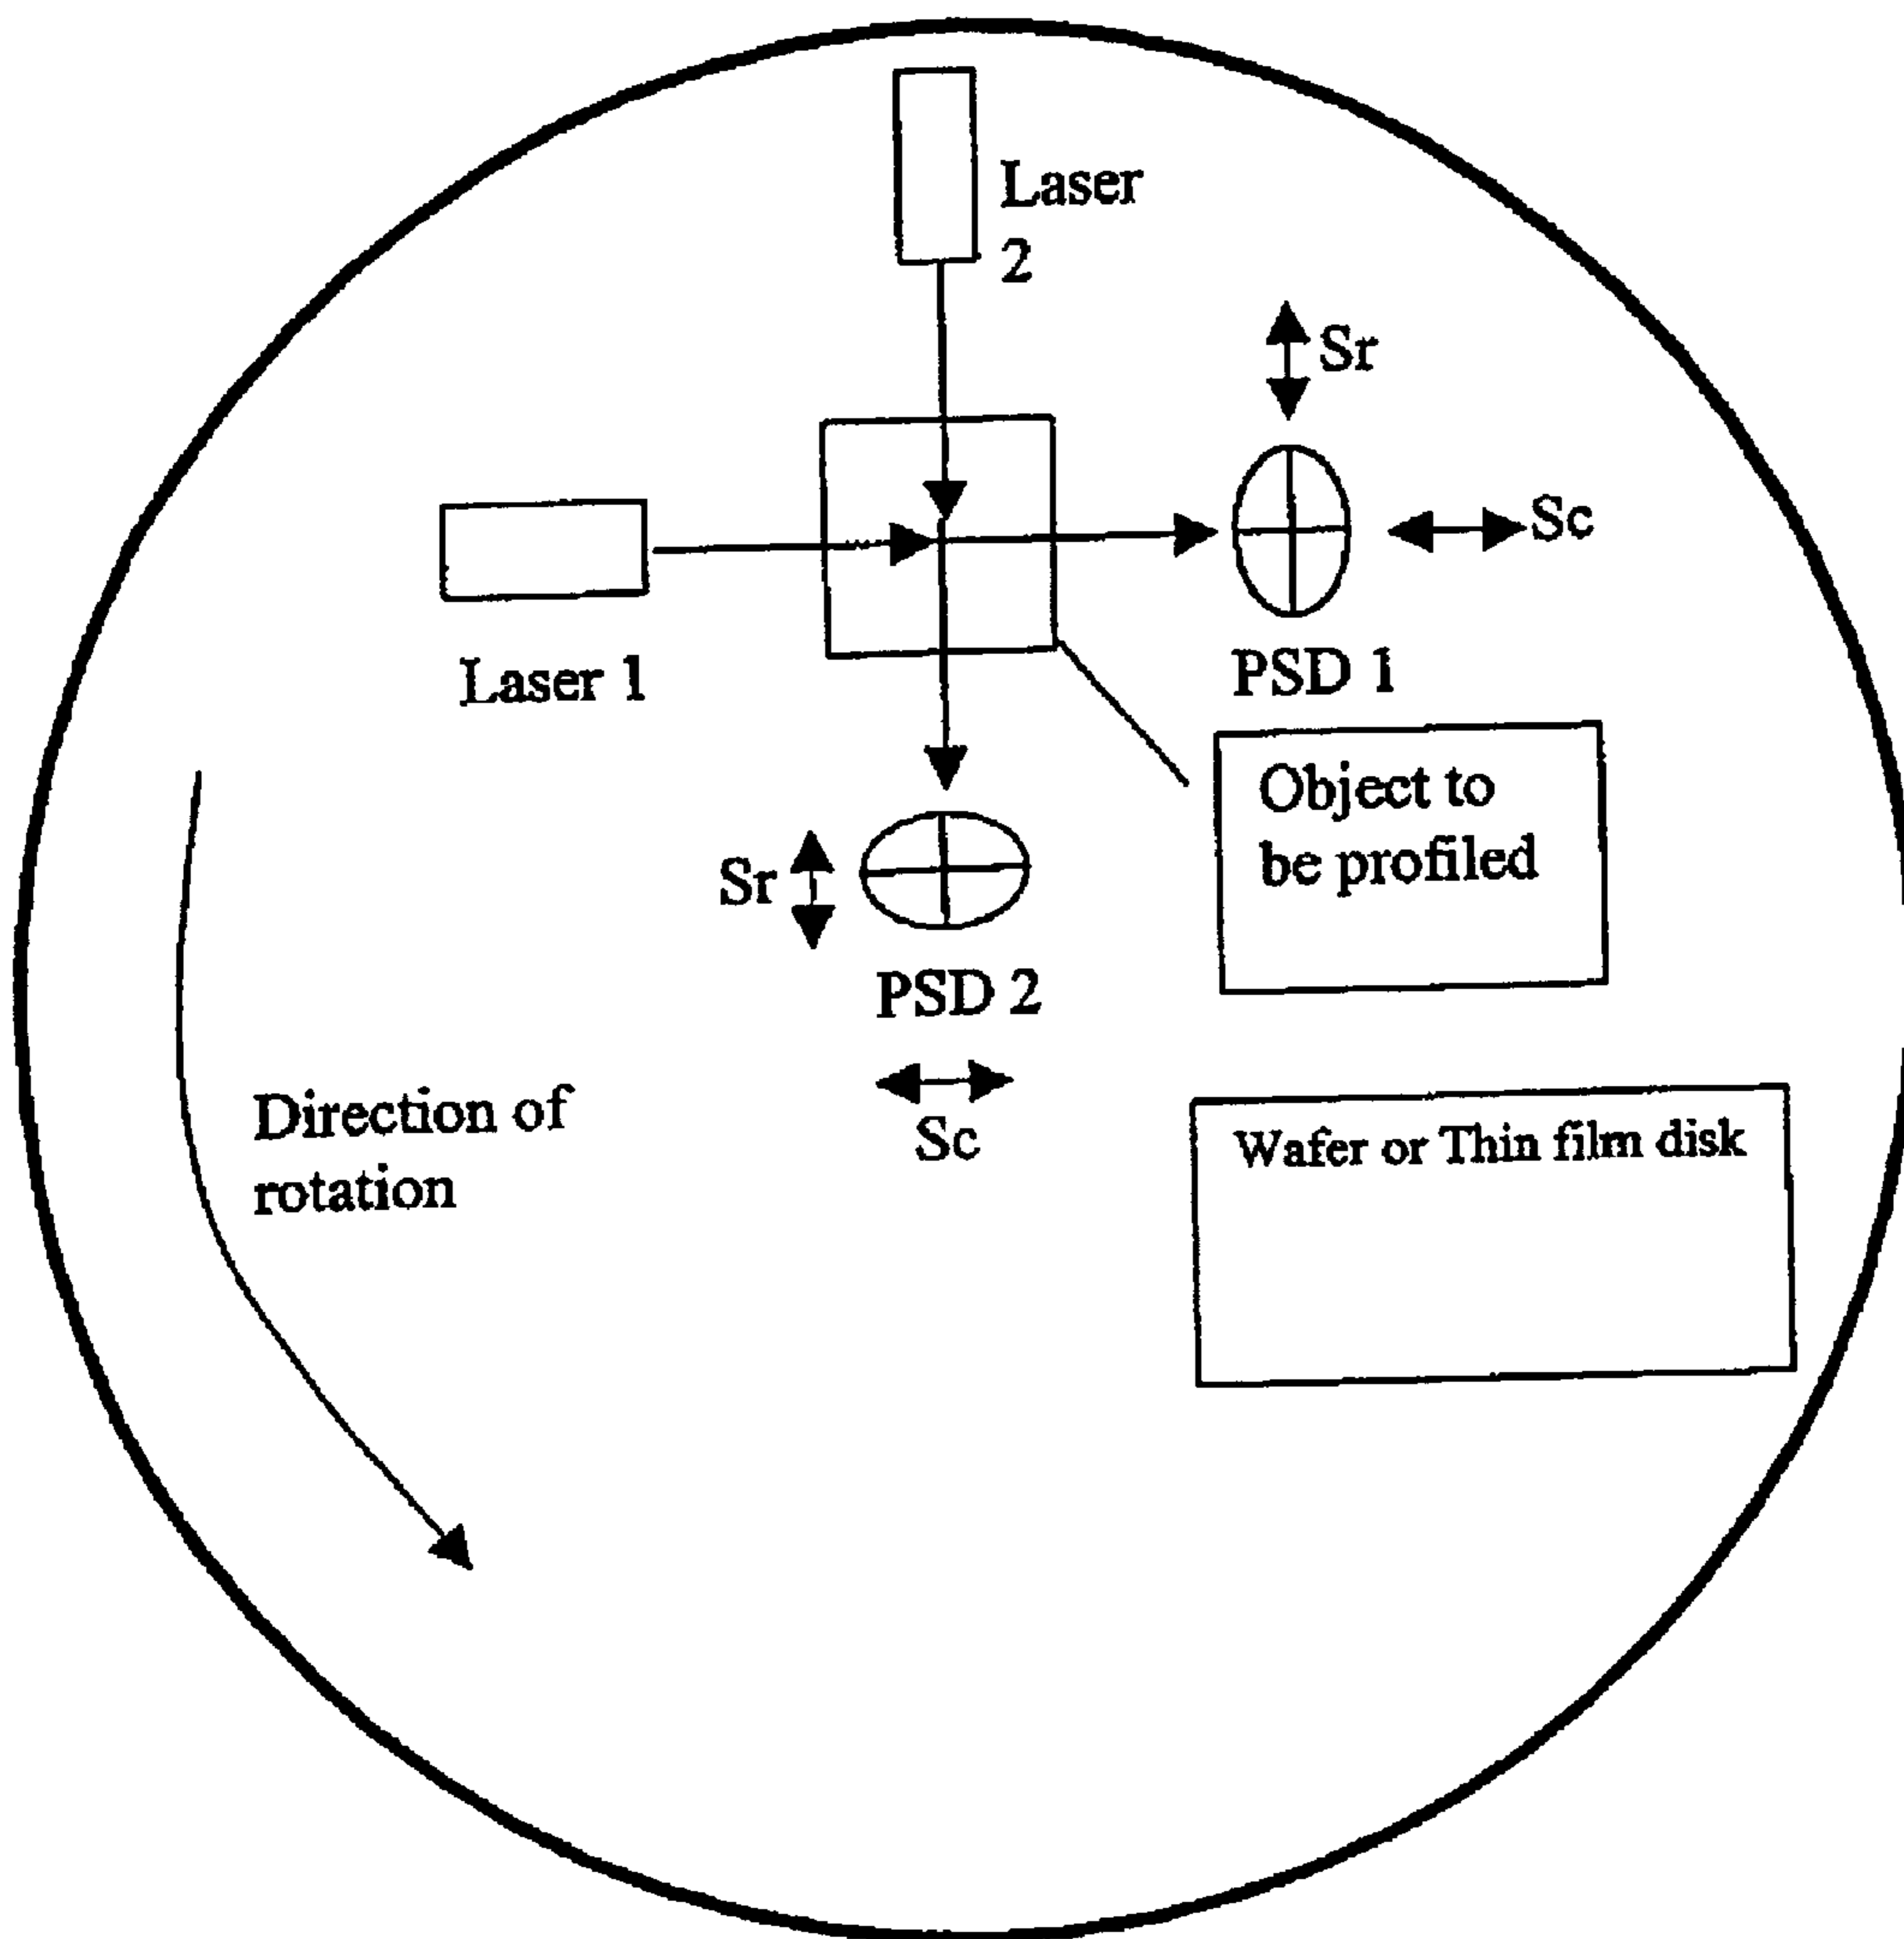 Laser
2
Sr
Sc
Laser 1
PSD 1
Object to
be profiled
Sr
PSD 2
Sc
Direction of
rotation
Wafer or Thin film disk